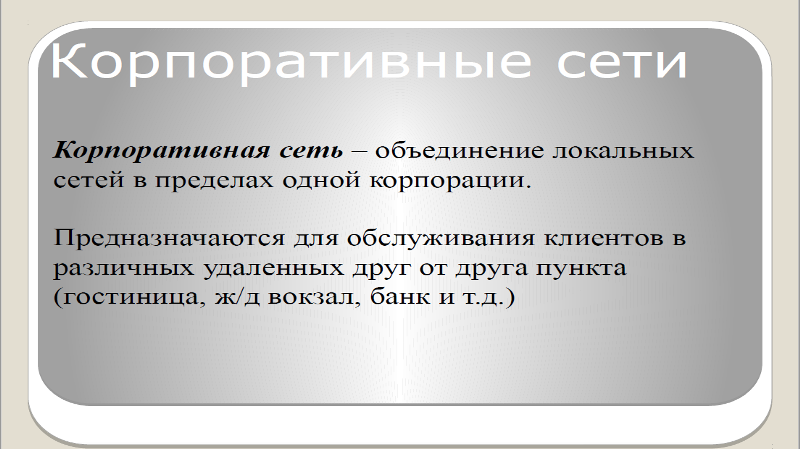 Корпоративные сети
Корпоративная сеть – объединение локальных
сетей в пределах одной корпорации.
Предназначаются для обслуживания клиентов в
различных удаленных друг от друга пункта
(гостиница, ж/д вокзал, банк и т.д.)